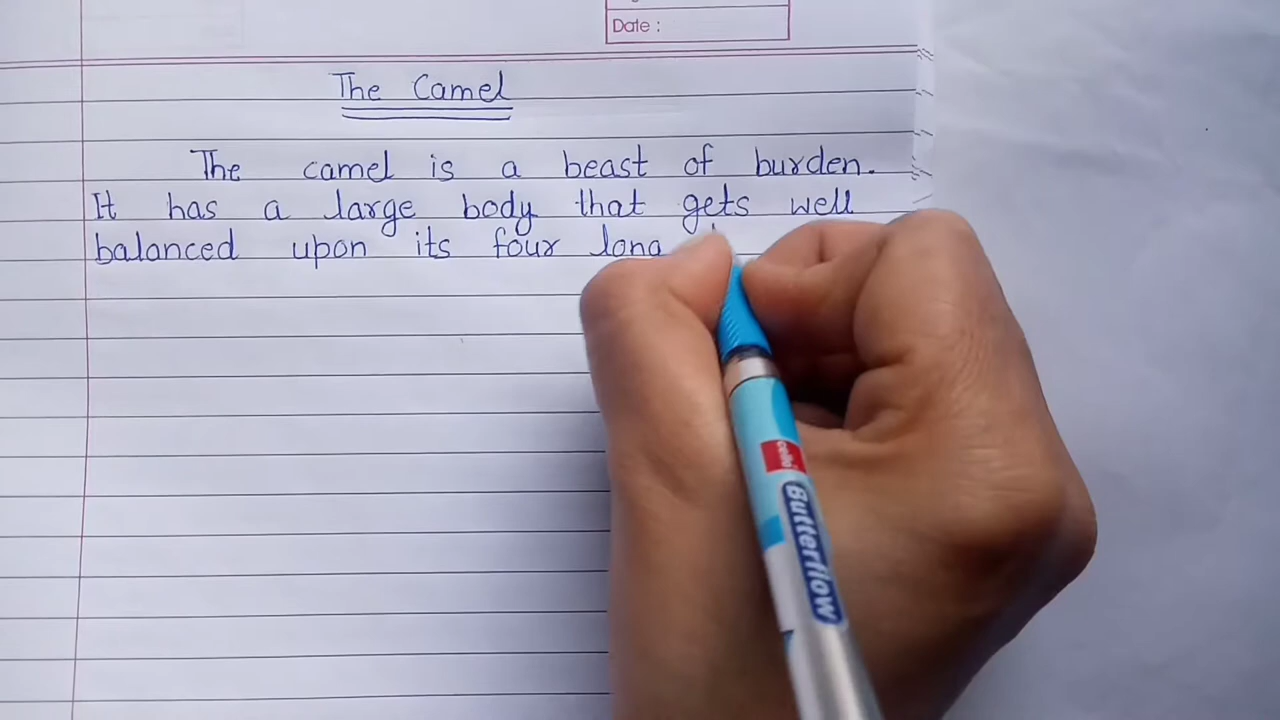 Date :
The Camel
The camel is a beast of burden.
It has a large body that gets well
balanced upon its four long
Cello
Butterflow